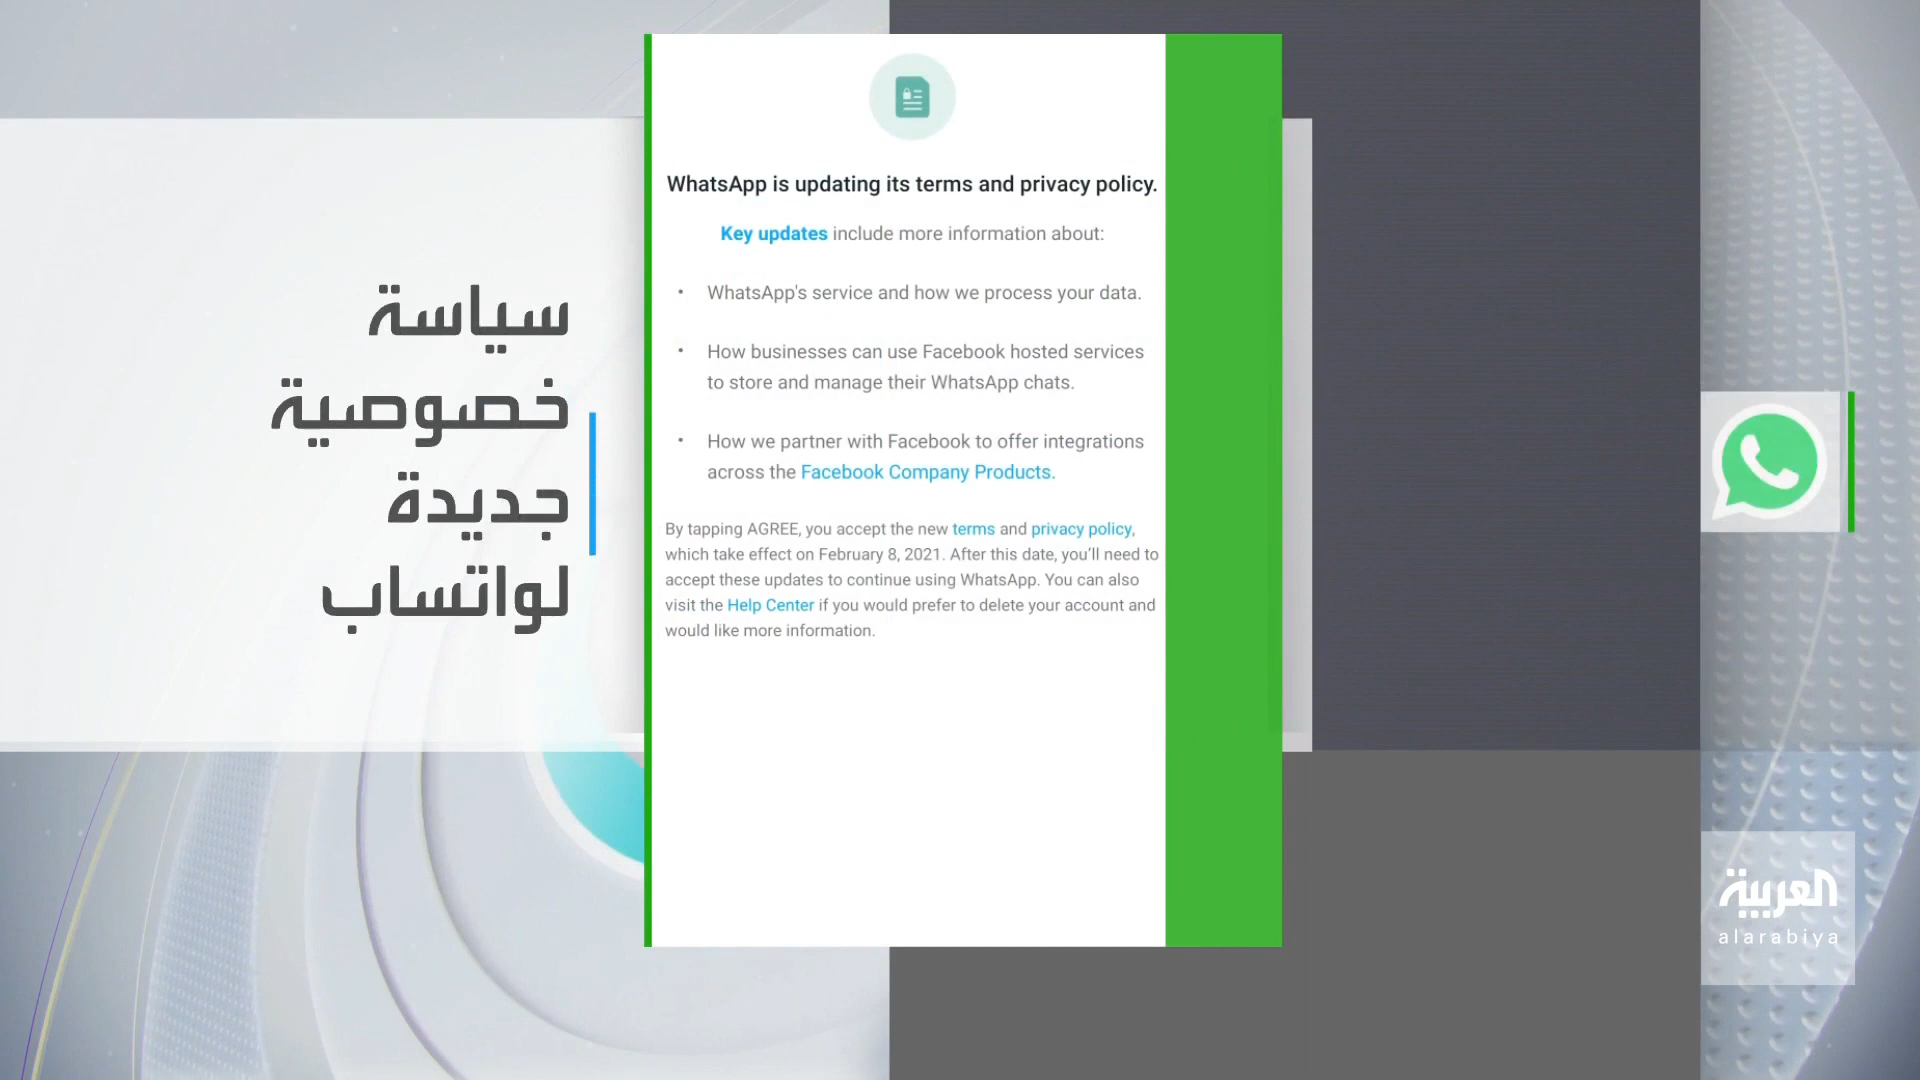 سياسة
خصوصية
جديدة
لواتساب
WhatsApp is updating its terms and privacy policy.
Key updates include more information about:
• WhatsApp's service and how we process your data.
• How businesses can use Facebook hosted services
to store and manage their WhatsApp chats.
• How we partner with Facebook to offer integrations
across the Facebook Company Products.
By tapping AGREE, you accept the new terms and privacy policy,
which take effect on February 8, 2021. After this date, you’ll need to
accept these updates to continue using WhatsApp. You can also
visit the Help Center if you would prefer to delete your account and
would like more information.
العربية
alarabiya